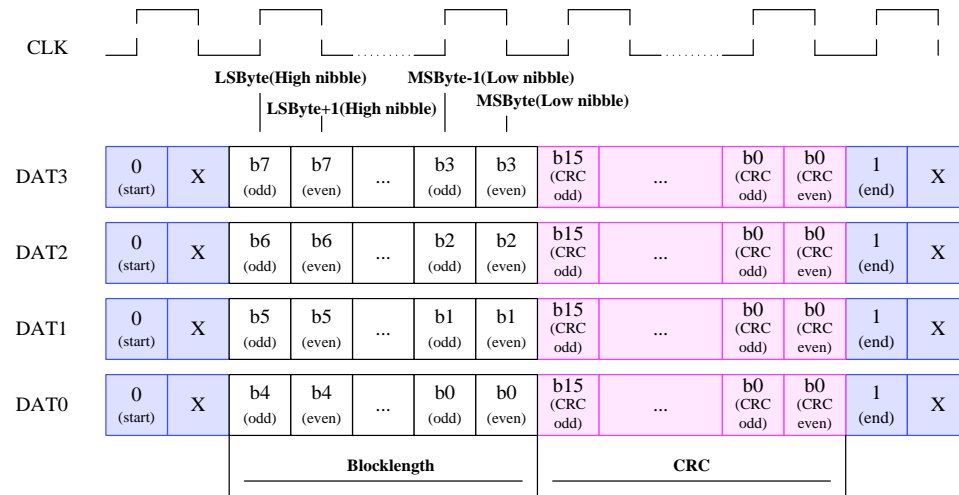 CLK
LSByte(High nibble) MSByte-1(Low nibble)
LSByte+1(High nibble) MSByte(Low nibble)
DAT3 0 (start) X b7 (odd) b7 (even) ... b3 (odd) b3 (even) b15 (CRC odd) ... b0 (CRC odd) b0 (CRC even) 1 (end) X
DAT2 0 (start) X b6 (odd) b6 (even) ... b2 (odd) b2 (even) b15 (CRC odd) ... b0 (CRC odd) b0 (CRC even) 1 (end) X
DAT1 0 (start) X b5 (odd) b5 (even) ... b1 (odd) b1 (even) b15 (CRC odd) ... b0 (CRC odd) b0 (CRC even) 1 (end) X
DAT0 0 (start) X b4 (odd) b4 (even) ... b0 (odd) b0 (even) b15 (CRC odd) ... b0 (CRC odd) b0 (CRC even) 1 (end) X
Blocklength CRC